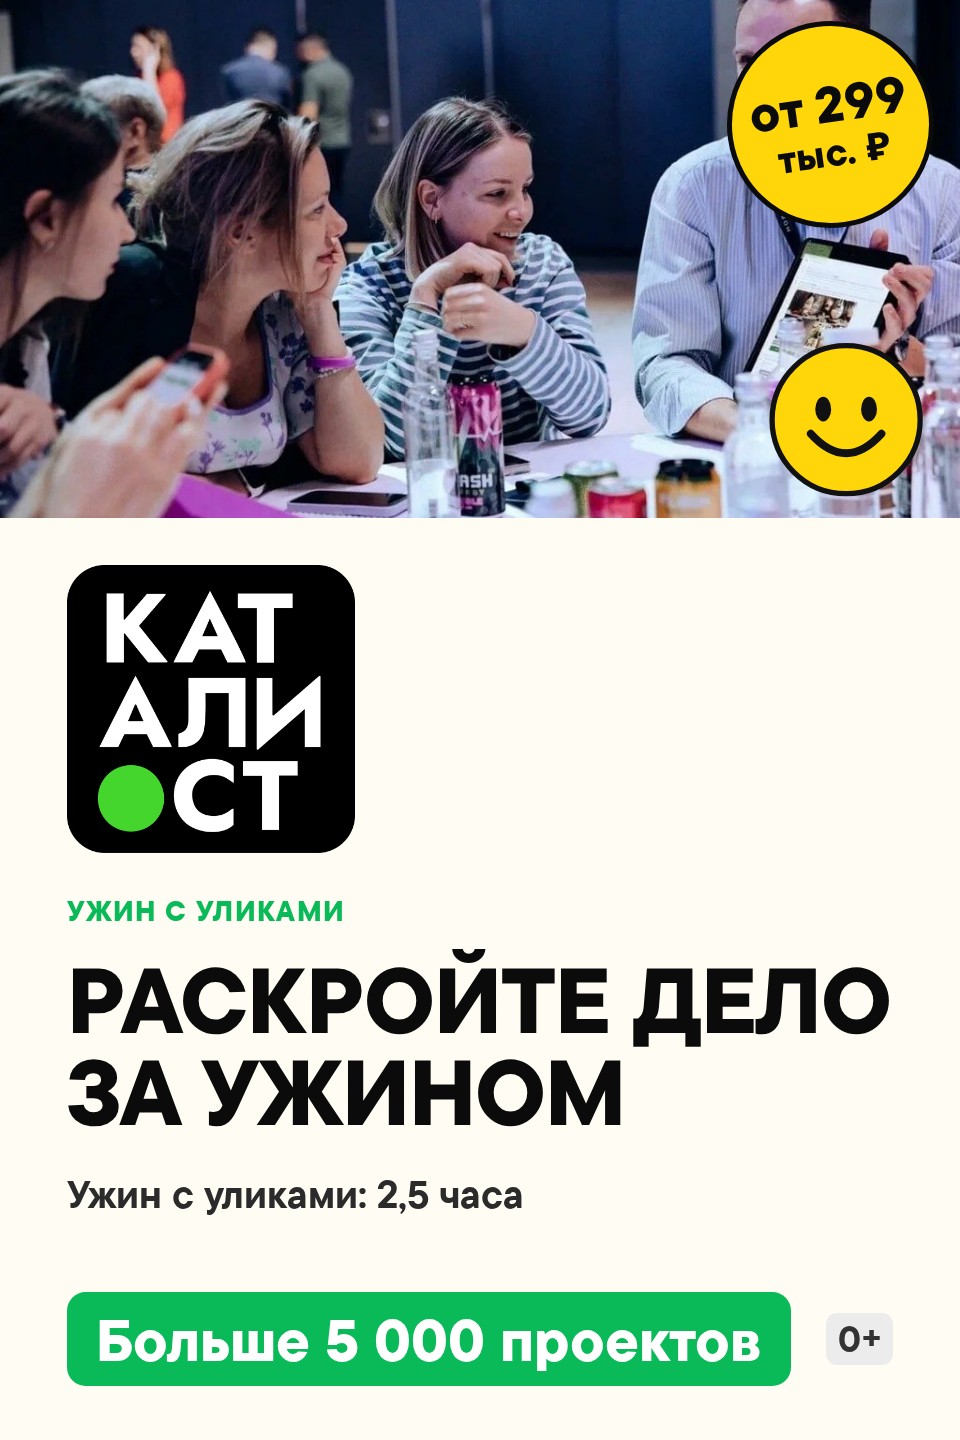 от 299
тыс. ₽
ASH
КАТ
АЛИ
СТ
УЖИН С УЛИКАМИ
РАСКРОЙТЕ ДЕЛО
ЗА УЖИНОМ
Ужин с уликами: 2,5 часа
Больше 5 000 проектов
0+